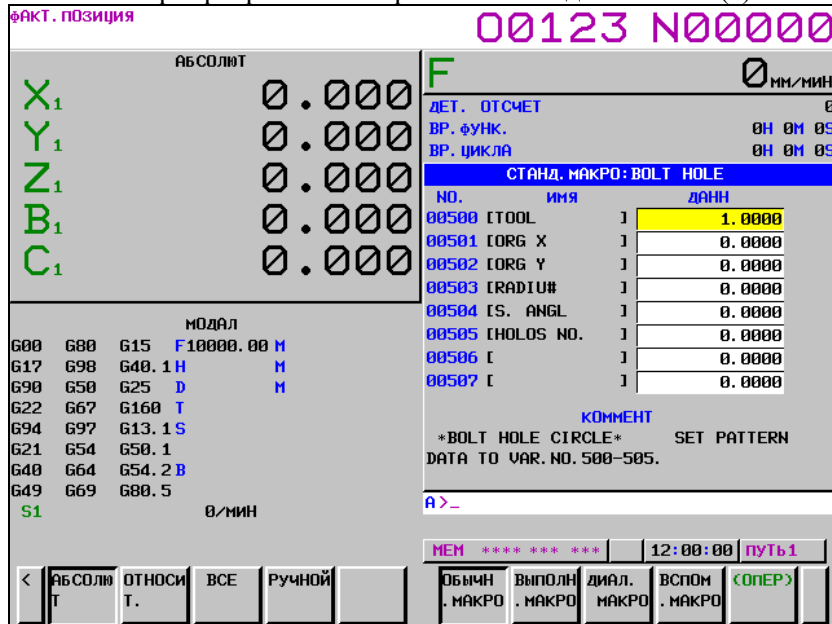 ФАКТ.ПОЗИЦИЯ
O0123 N00000
АБСОЛЮТ
X1 0.000
Y1 0.000
Z1 0.000
B1 0.000
C1 0.000
F 0мм/мин
ДЕТ. ОТСЧЕТ 0
ВР.ФУНК. 0H 0M 0S
ВР.ЦИКЛА 0H 0M 0S
СТАНД.МАКРО:BOLT HOLE
NO. ИМЯ ДАНН
00500 [TOOL ] 1.0000
00501 [ORG X ] 0.0000
00502 [ORG Y ] 0.0000
00503 [RADIU# ] 0.0000
00504 [S. ANGL ] 0.0000
00505 [HOLOS NO. ] 0.0000
00506 [ ] 0.0000
00507 [ ] 0.0000
КОММЕНТ
*BOLT HOLE CIRCLE* SET PATTERN
DATA TO VAR.NO.500-505.
МОДАЛ
G00 G80 G15 F10000.00 M
G17 G98 G40.1 H M
G90 G50 G25 D M
G22 G67 G160 T
G94 G97 G13.1 S
G21 G54 G50.1
G40 G64 G54.2 B
G49 G69 G80.5
S1 0/мин
A>_
MEM **** *** *** 12:00:00 ПУТЬ1
< АБСОЛЮТ ОТНОСИТ. ВСЕ РУЧНОЙ
ОБЫЧН.МАКРО ВЫПОЛН.МАКРО ДИАЛ.МАКРО ВСПОМ.МАКРО (ОПЕР)